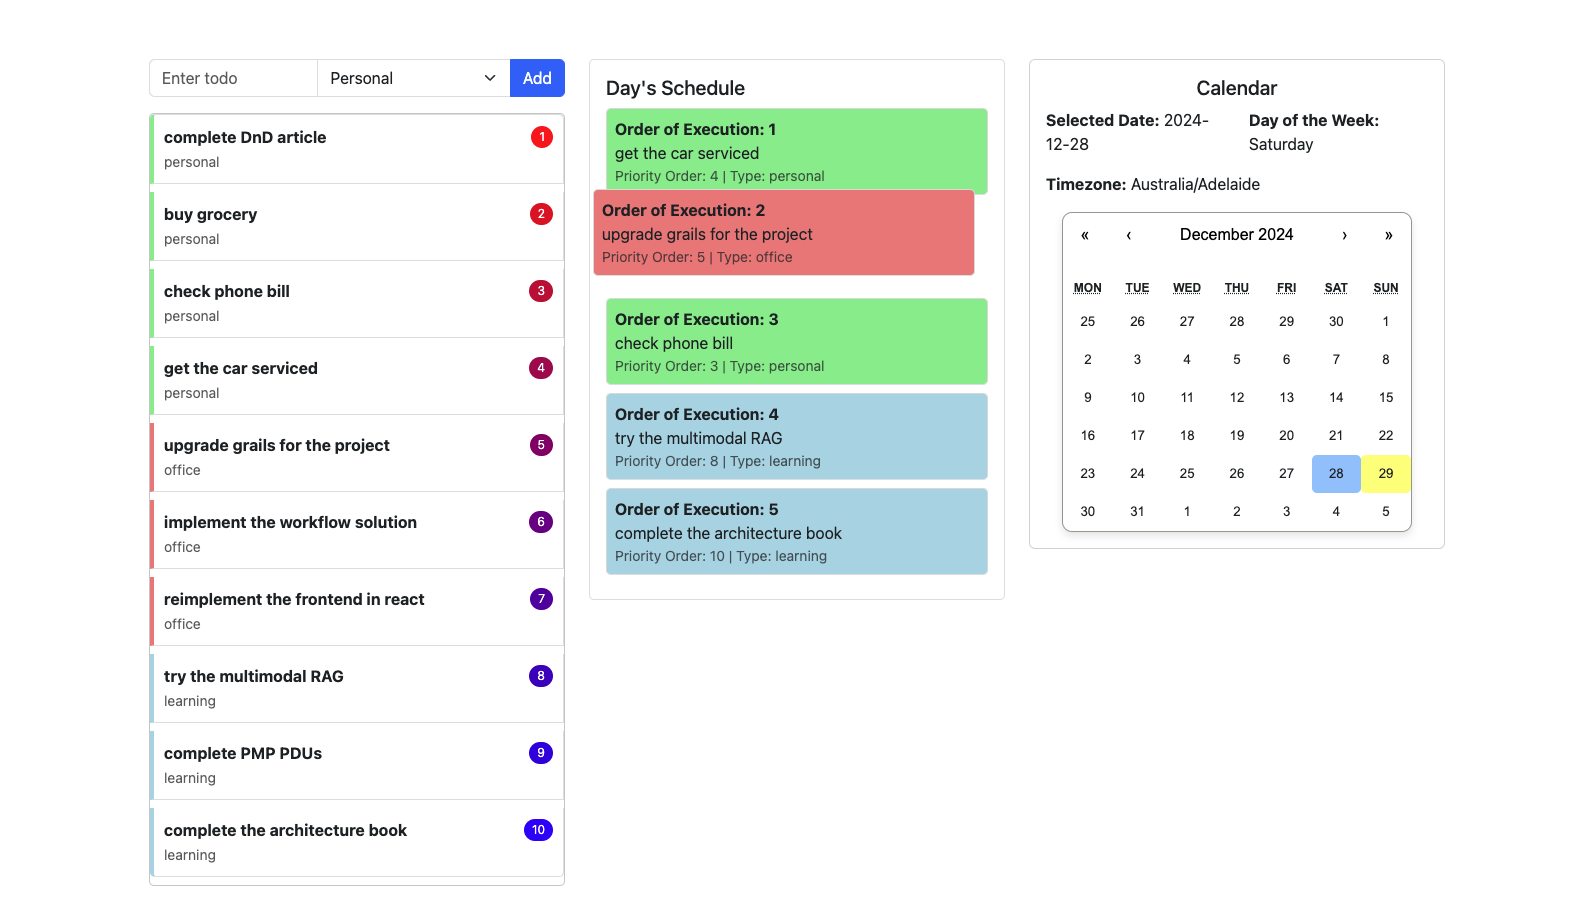 Enter todo Personal Add
complete DnD article 1
personal
buy grocery 2
personal
check phone bill 3
personal
get the car serviced 4
personal
upgrade grails for the project 5
office
implement the workflow solution 6
office
reimplement the frontend in react 7
office
try the multimodal RAG 8
learning
complete PMP PDUs 9
learning
complete the architecture book 10
learning
Day's Schedule
Order of Execution: 1
get the car serviced
Priority Order: 4 | Type: personal
Order of Execution: 2
upgrade grails for the project
Priority Order: 5 | Type: office
Order of Execution: 3
check phone bill
Priority Order: 3 | Type: personal
Order of Execution: 4
try the multimodal RAG
Priority Order: 8 | Type: learning
Order of Execution: 5
complete the architecture book
Priority Order: 10 | Type: learning
Calendar
Selected Date: 2024-
12-28
Day of the Week:
Saturday
Timezone: Australia/Adelaide
« ‹ December 2024 › »
MON TUE WED THU FRI SAT SUN
25 26 27 28 29 30 1
2 3 4 5 6 7 8
9 10 11 12 13 14 15
16 17 18 19 20 21 22
23 24 25 26 27 28 29
30 31 1 2 3 4 5